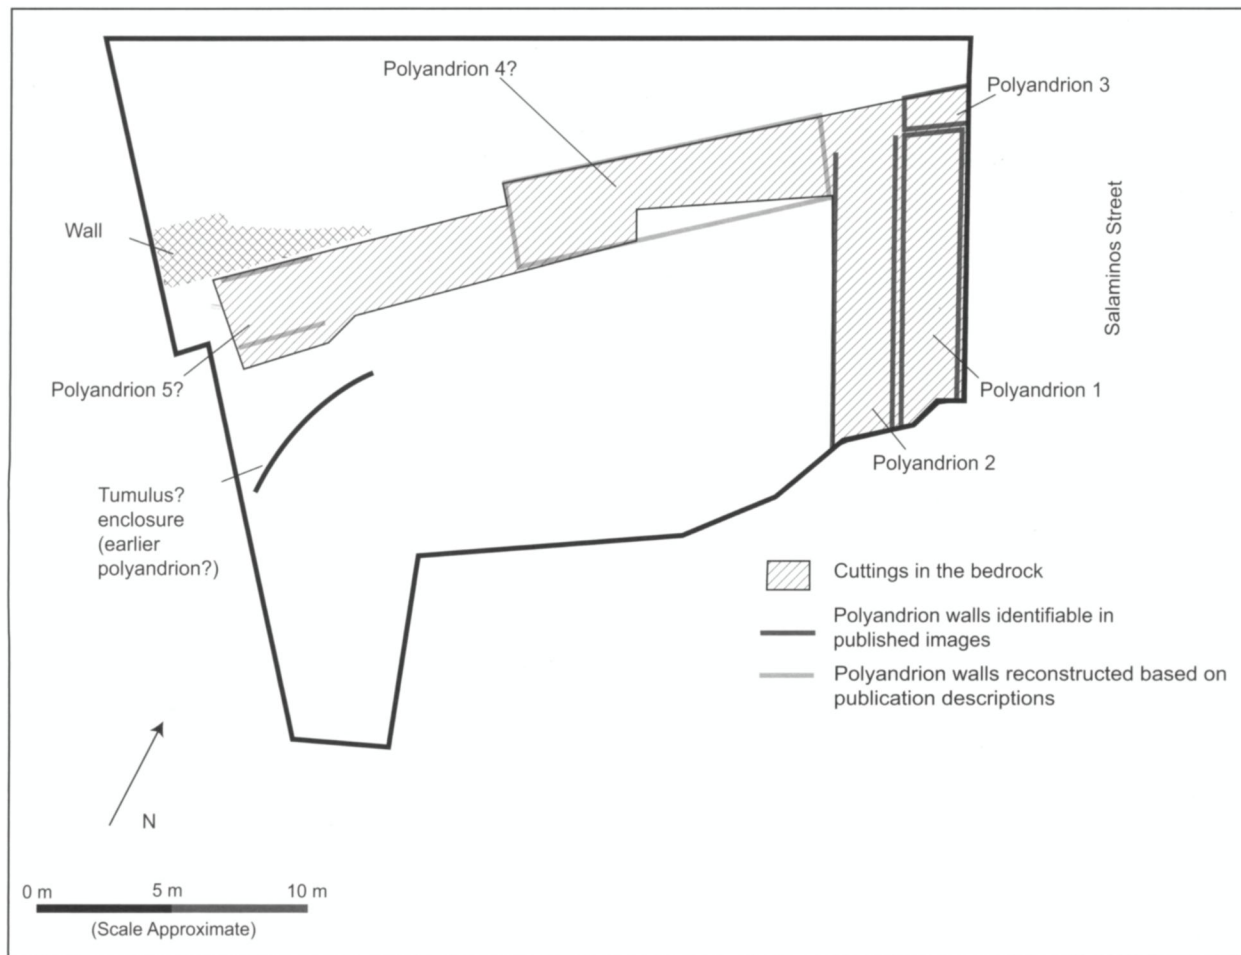 Polyandrion 4?
Polyandrion 3
Wall
Salaminos Street
Polyandrion 5?
Polyandrion 1
Polyandrion 2
Tumulus?
enclosure
(earlier
polyandrion?)
Cuttings in the bedrock
Polyandrion walls identifiable in
published images
Polyandrion walls reconstructed based on
publication descriptions
N
0 m 5 m 10 m
(Scale Approximate)